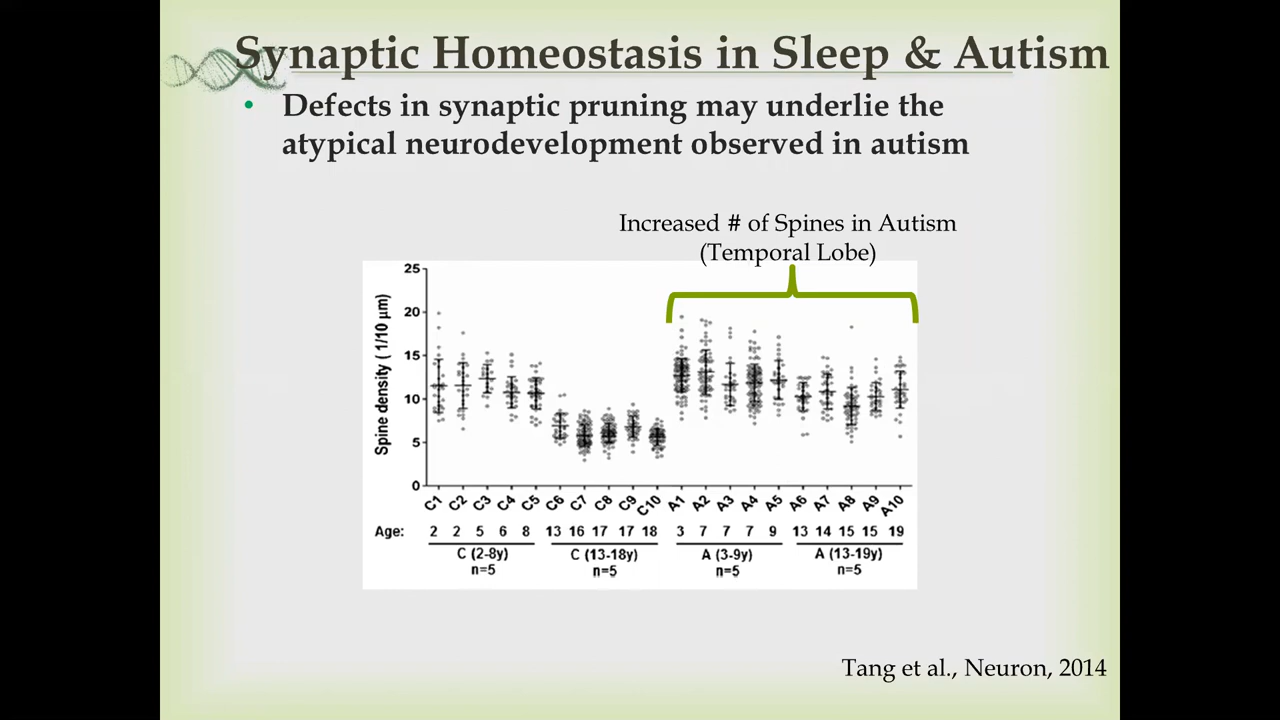 Synaptic Homeostasis in Sleep & Autism
• Defects in synaptic pruning may underlie the
atypical neurodevelopment observed in autism
Increased # of Spines in Autism
(Temporal Lobe)
Spine density ( 1/10 μm)
25
20
15
10
5
0
C1 C2 C3 C4 C5 C6 C7 C8 C9 C10 A1 A2 A3 A4 A5 A6 A7 A8 A9 A10
Age: 2 2 5 6 8 13 16 17 17 18 3 7 7 7 9 13 14 15 15 19
C (2-8y) C (13-18y) A (3-9y) A (13-19y)
n=5 n=5 n=5 n=5
Tang et al., Neuron, 2014